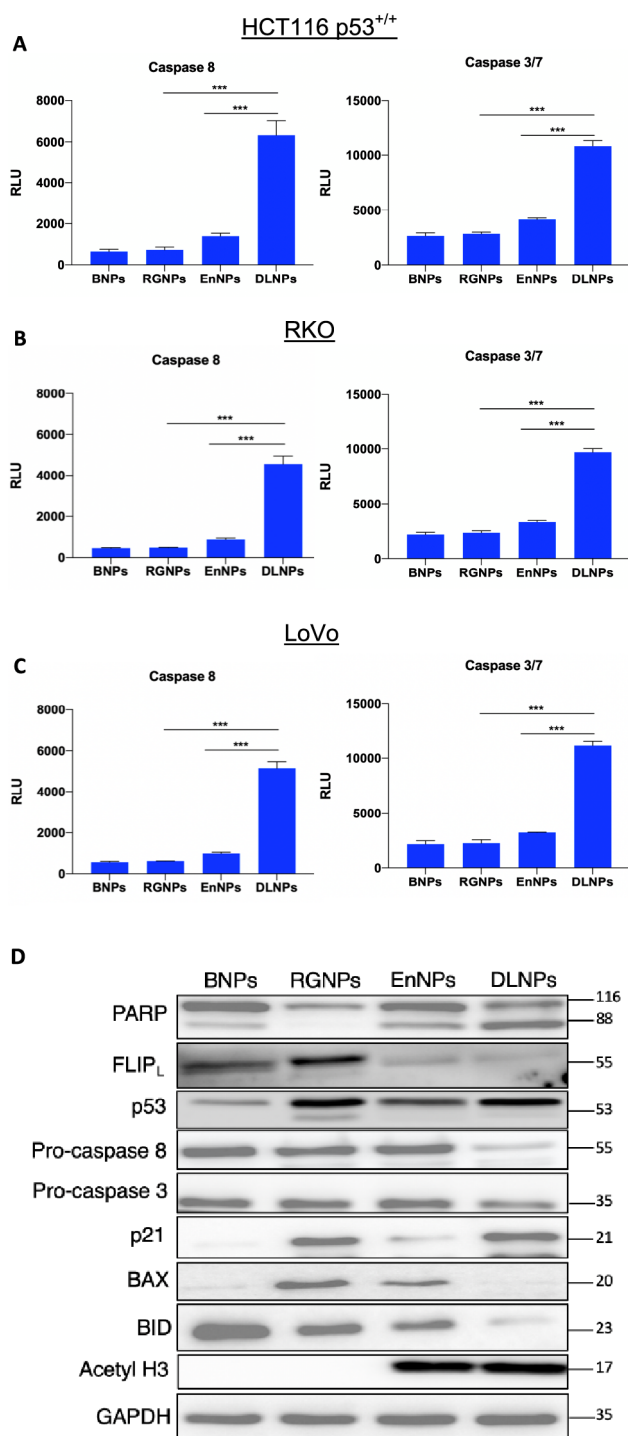 HCT116 p53+/+
A
Caspase 8
Caspase 3/7
8000
6000
4000
2000
0
RLU
***
***
BNPs RGNPs EnNPs DLNPs
15000
10000
5000
0
RLU
***
***
BNPs RGNPs EnNPs DLNPs
RKO
B
Caspase 8
Caspase 3/7
8000
6000
4000
2000
0
RLU
***
***
BNPs RGNPs EnNPs DLNPs
15000
10000
5000
0
RLU
***
***
BNPs RGNPs EnNPs DLNPs
LoVo
C
Caspase 8
Caspase 3/7
8000
6000
4000
2000
0
RLU
***
***
BNPs RGNPs EnNPs DLNPs
15000
10000
5000
0
RLU
***
***
BNPs RGNPs EnNPs DLNPs
D
BNPs RGNPs EnNPs DLNPs
PARP 116
88
FLIPL 55
p53 53
Pro-caspase 8 55
Pro-caspase 3 35
p21 21
BAX 20
BID 23
Acetyl H3 17
GAPDH 35